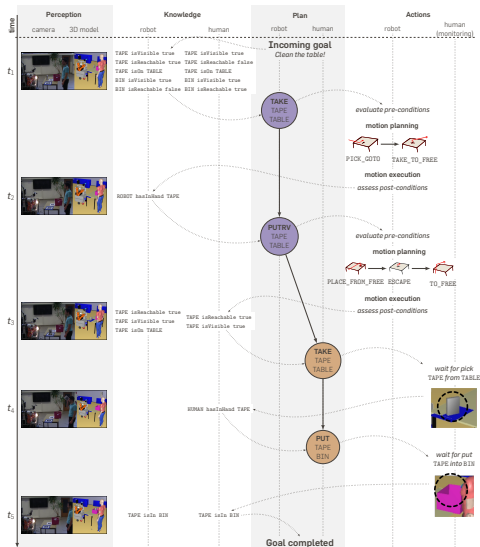 Perception Knowledge Plan Actions
camera 3D model robot human robot human robot human
(monitoring)
time
Incoming goal
Clean the table!
t1
TAPE isVisible true TAPE isVisible true
TAPE isReachable true TAPE isReachable false
TAPE isOn TABLE TAPE isOn TABLE
BIN isVisible true BIN isVisible true
BIN isReachable false BIN isReachable true
TAKE
TAPE
TABLE
evaluate pre-conditions
motion planning
PICK_GOTO TAKE_TO_FREE
motion execution
assess post-conditions
t2
ROBOT hasInHand TAPE
PUTRV
TAPE
TABLE
evaluate pre-conditions
motion planning
PLACE_FROM_FREE ESCAPE TO_FREE
motion execution
assess post-conditions
t3
TAPE isReachable true
TAPE isVisible true
TAPE isOn TABLE
TAPE isReachable true
TAPE isVisible true
TAKE
TAPE
TABLE
wait for pick
TAPE from TABLE
t4
HUMAN hasInHand TAPE
PUT
TAPE
BIN
wait for put
TAPE into BIN
t5
TAPE isIn BIN TAPE isIn BIN
Goal completed